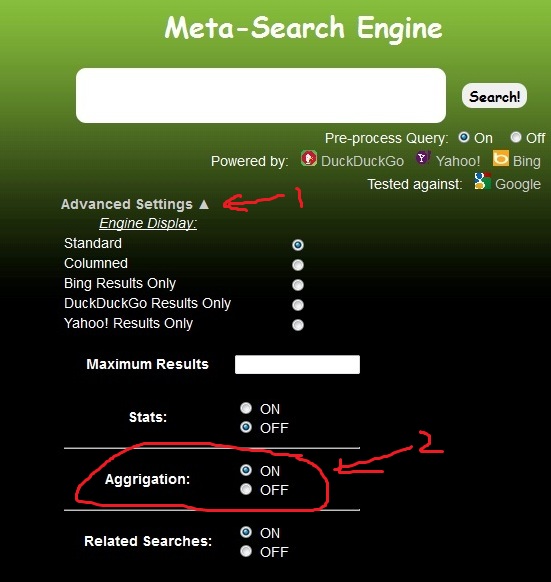 Meta-Search Engine
Search!
Pre-process Query: On Off
Powered by: DuckDuckGo Yahoo! Bing
Tested against: Google
Advanced Settings ▲ 1
Engine Display:
Standard
Columned
Bing Results Only
DuckDuckGo Results Only
Yahoo! Results Only
Maximum Results
Stats: ON
OFF
2
Aggrigation: ON
OFF
Related Searches: ON
OFF